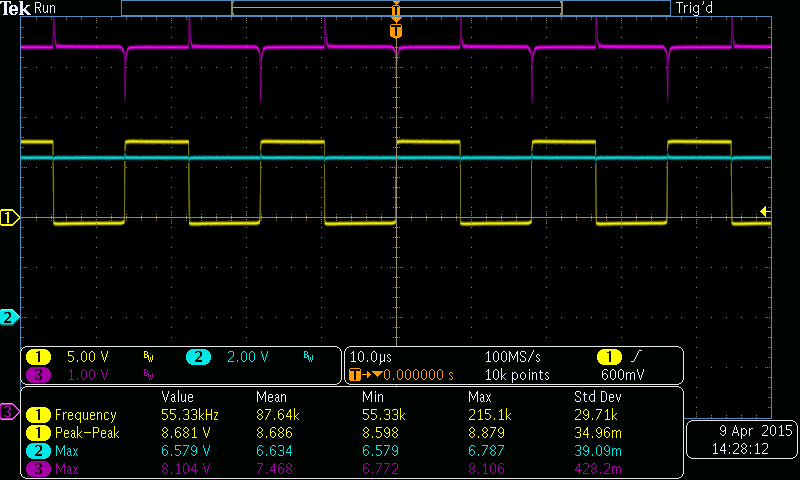 Tek Run Trig'd
T
T
1
2
3
1 5.00 V BW 2 2.00 V BW
3 1.00 V BW
10.0µs 100MS/s 1 ∫
T→▼0.000000 s 10k points 600mV
Value Mean Min Max Std Dev
1 Frequency 55.33kHz 87.64k 55.33k 215.1k 29.71k
1 Peak-Peak 8.681 V 8.686 8.598 8.879 34.96m
2 Max 6.579 V 6.634 6.579 6.787 39.09m
3 Max 8.104 V 7.468 6.772 8.106 428.2m
9 Apr 2015
14:28:12